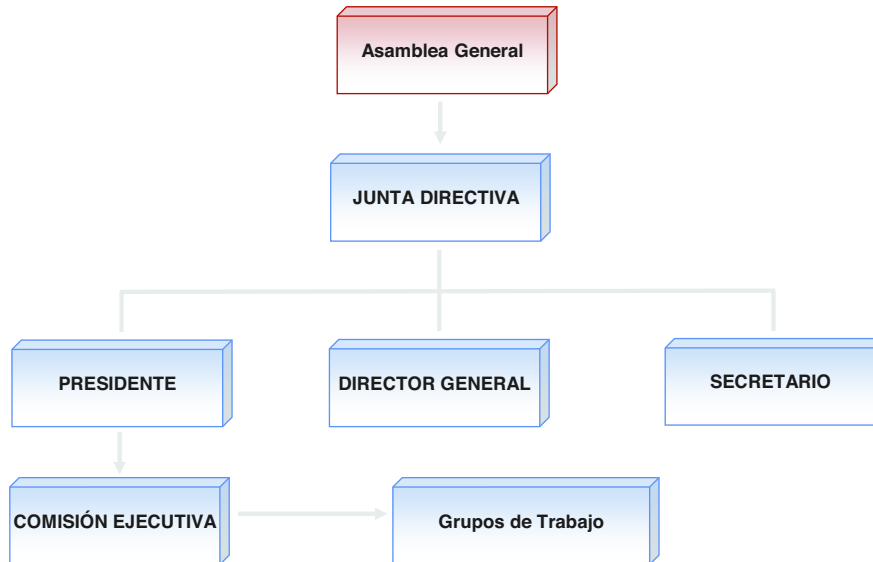 Asamblea General
JUNTA DIRECTIVA
PRESIDENTE
DIRECTOR GENERAL
SECRETARIO
COMISIÓN EJECUTIVA
Grupos de Trabajo